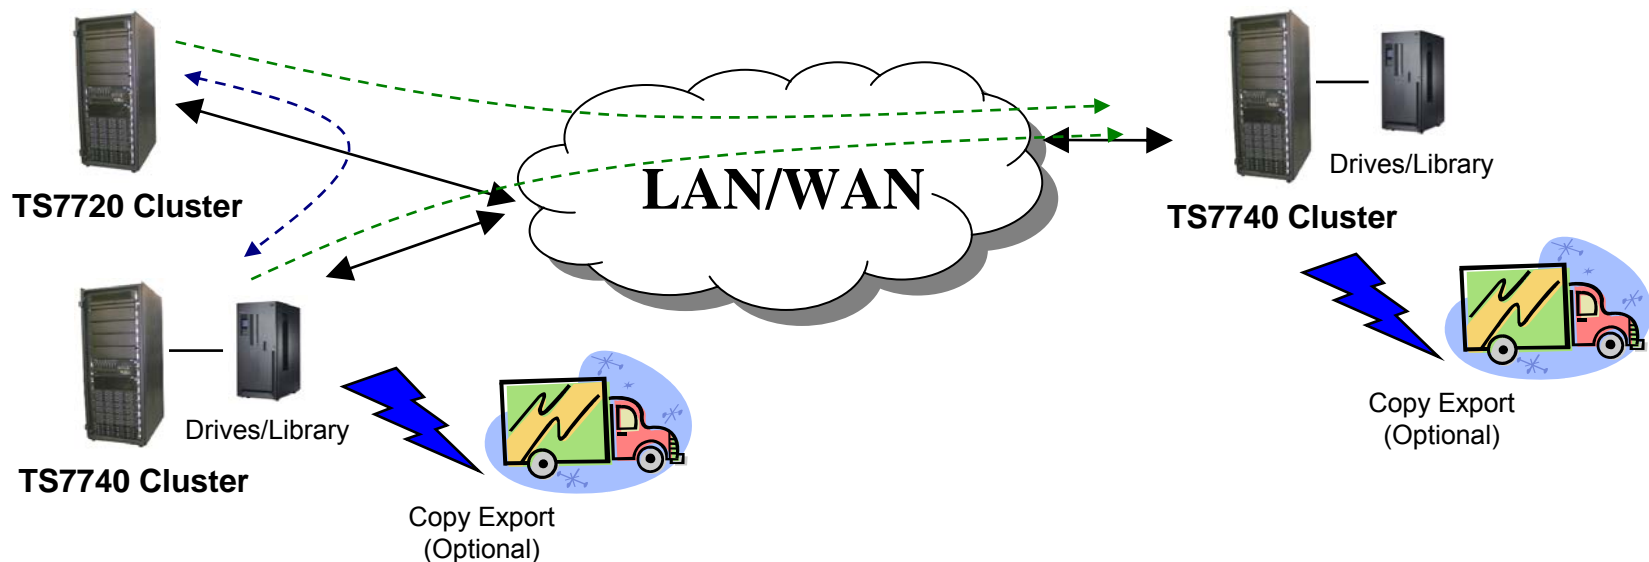 LAN/WAN
TS7720 Cluster
Drives/Library
TS7740 Cluster
Drives/Library
TS7740 Cluster
Copy Export
(Optional)
Copy Export
(Optional)